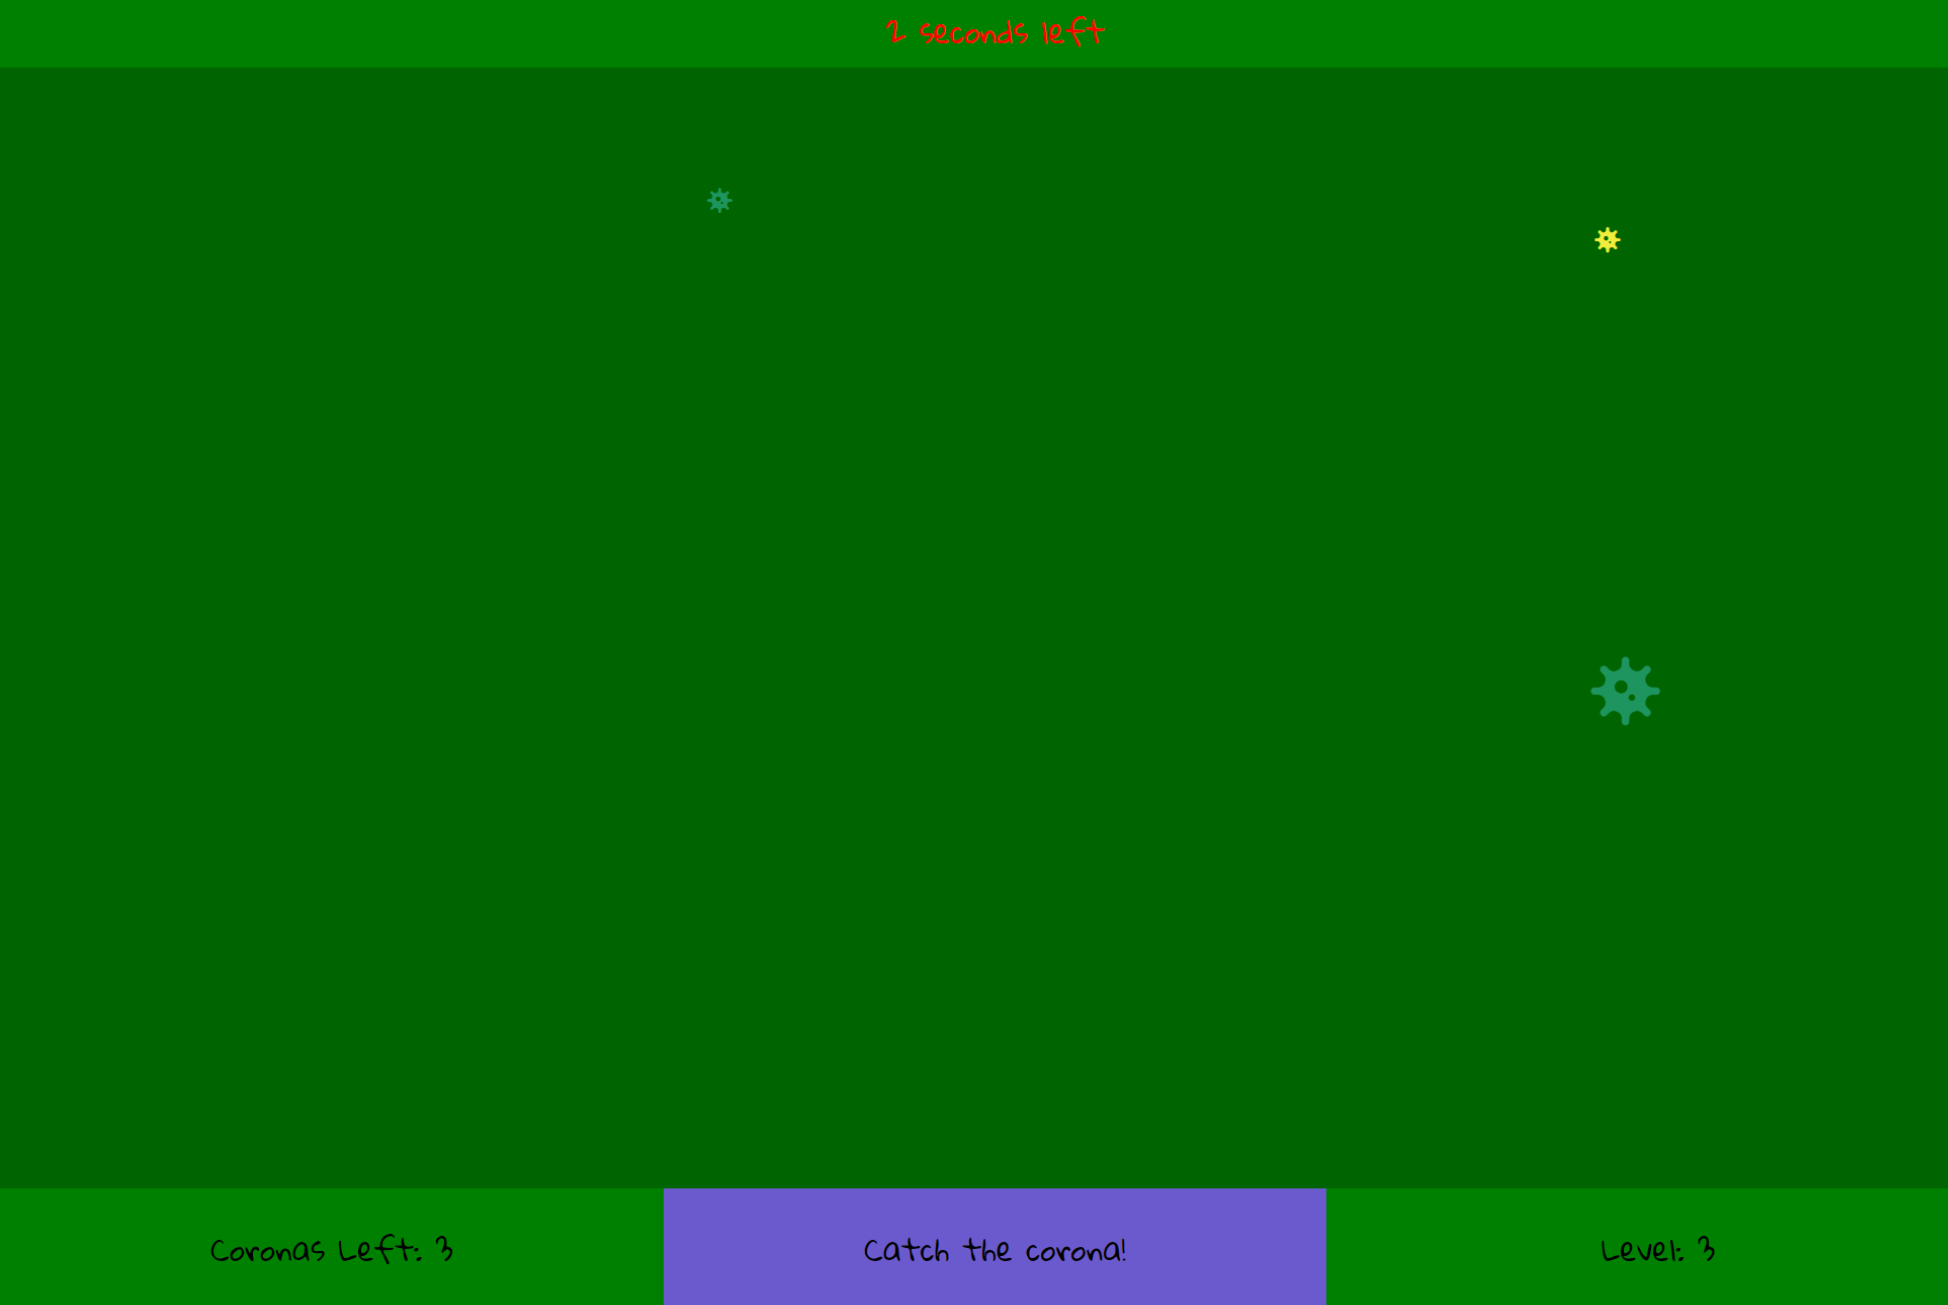 2 seconds left
Coronas Left: 3
Catch the corona!
Level: 3